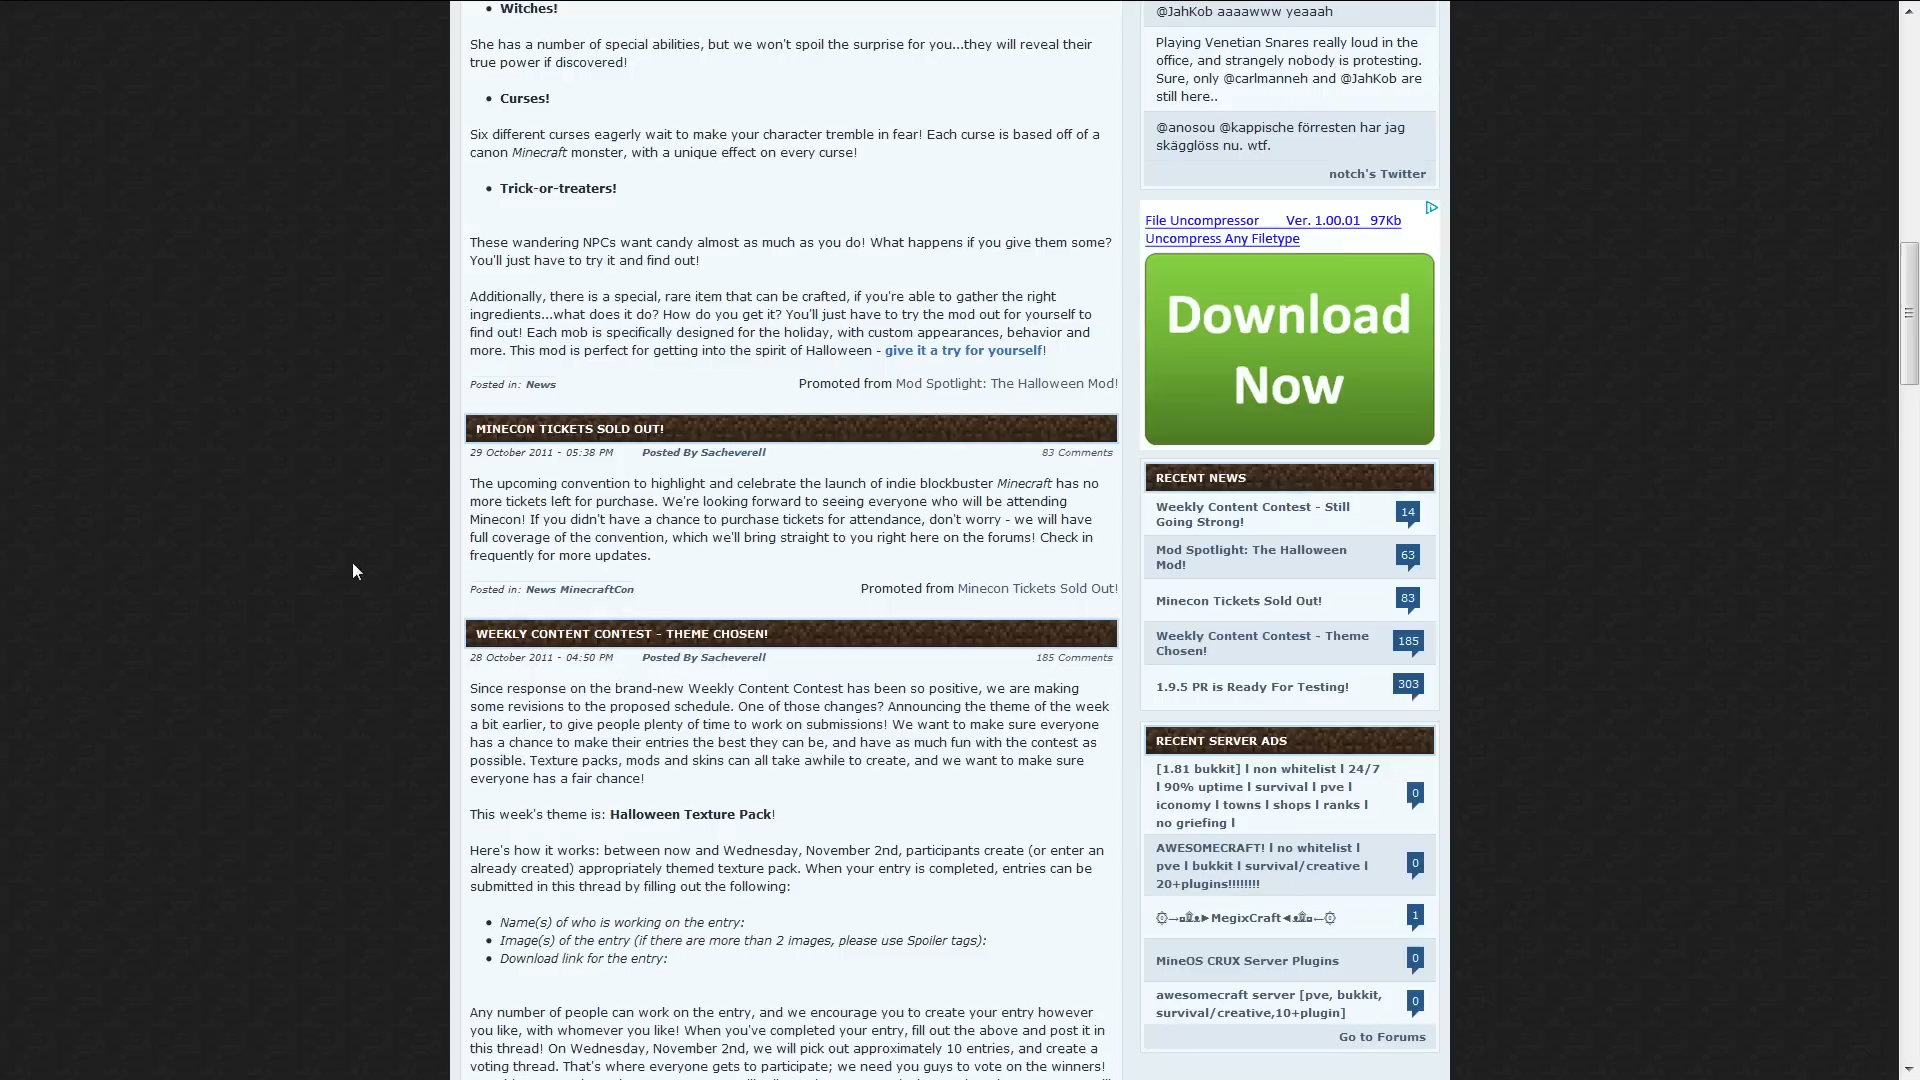 Witches!
She has a number of special abilities, but we won't spoil the surprise for you...they will reveal their
true power if discovered!
Curses!
Six different curses eagerly wait to make your character tremble in fear! Each curse is based off of a
canon Minecraft monster, with a unique effect on every curse!
Trick-or-treaters!
These wandering NPCs want candy almost as much as you do! What happens if you give them some?
You'll just have to try it and find out!
Additionally, there is a special, rare item that can be crafted, if you're able to gather the right
ingredients...what does it do? How do you get it? You'll just have to try the mod out for yourself to
find out! Each mob is specifically designed for the holiday, with custom appearances, behavior and
more. This mod is perfect for getting into the spirit of Halloween - give it a try for yourself!
Posted in: News Promoted from Mod Spotlight: The Halloween Mod!
MINECON TICKETS SOLD OUT!
29 October 2011 - 05:38 PM Posted By Sacheverell 83 Comments
The upcoming convention to highlight and celebrate the launch of indie blockbuster Minecraft has no
more tickets left for purchase. We're looking forward to seeing everyone who will be attending
Minecon! If you didn't have a chance to purchase tickets for attendance, don't worry - we will have
full coverage of the convention, which we'll bring straight to you right here on the forums! Check in
frequently for more updates.
Posted in: News MinecraftCon Promoted from Minecon Tickets Sold Out!
WEEKLY CONTENT CONTEST - THEME CHOSEN!
28 October 2011 - 04:50 PM Posted By Sacheverell 185 Comments
Since response on the brand-new Weekly Content Contest has been so positive, we are making
some revisions to the proposed schedule. One of those changes? Announcing the theme of the week
a bit earlier, to give people plenty of time to work on submissions! We want to make sure everyone
has a chance to make their entries the best they can be, and have as much fun with the contest as
possible. Texture packs, mods and skins can all take awhile to create, and we want to make sure
everyone has a fair chance!
This week's theme is: Halloween Texture Pack!
Here's how it works: between now and Wednesday, November 2nd, participants create (or enter an
already created) appropriately themed texture pack. When your entry is completed, entries can be
submitted in this thread by filling out the following:
Name(s) of who is working on the entry:
Image(s) of the entry (if there are more than 2 images, please use Spoiler tags):
Download link for the entry:
Any number of people can work on the entry, and we encourage you to create your entry however
you like, with whomever you like! When you've completed your entry, fill out the above and post it in
this thread! On Wednesday, November 2nd, we will pick out approximately 10 entries, and create a
voting thread. That's where everyone gets to participate; we need you guys to vote on the winners!
@JahKob aaaawww yeaaah
Playing Venetian Snares really loud in the
office, and strangely nobody is protesting.
Sure, only @carlmanneh and @JahKob are
still here..
@anosou @kappische förresten har jag
skägglöss nu. wtf.
notch's Twitter
File Uncompressor Ver. 1.00.01 97Kb
Uncompress Any Filetype
Download
Now
RECENT NEWS
Weekly Content Contest - Still
Going Strong!
14
Mod Spotlight: The Halloween
Mod!
63
Minecon Tickets Sold Out! 83
Weekly Content Contest - Theme
Chosen!
185
1.9.5 PR is Ready For Testing! 303
RECENT SERVER ADS
[1.81 bukkit] l non whitelist l 24/7
l 90% uptime l survival l pve l
iconomy l towns l shops l ranks l
no griefing l
0
AWESOMECRAFT! l no whitelist l
pve l bukkit l survival/creative l
20+plugins!!!!!!!!
0
►MegixCraft◄ 1
MineOS CRUX Server Plugins 0
awesomecraft server [pve, bukkit,
survival/creative,10+plugin]
0
Go to Forums